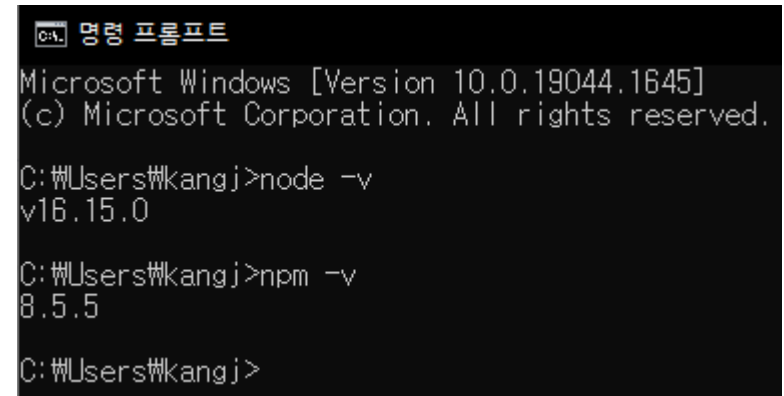 명령 프롬프트
Microsoft Windows [Version 10.0.19044.1645]
(c) Microsoft Corporation. All rights reserved.
C:₩Users₩kangj>node -v
v16.15.0
C:₩Users₩kangj>npm -v
8.5.5
C:₩Users₩kangj>